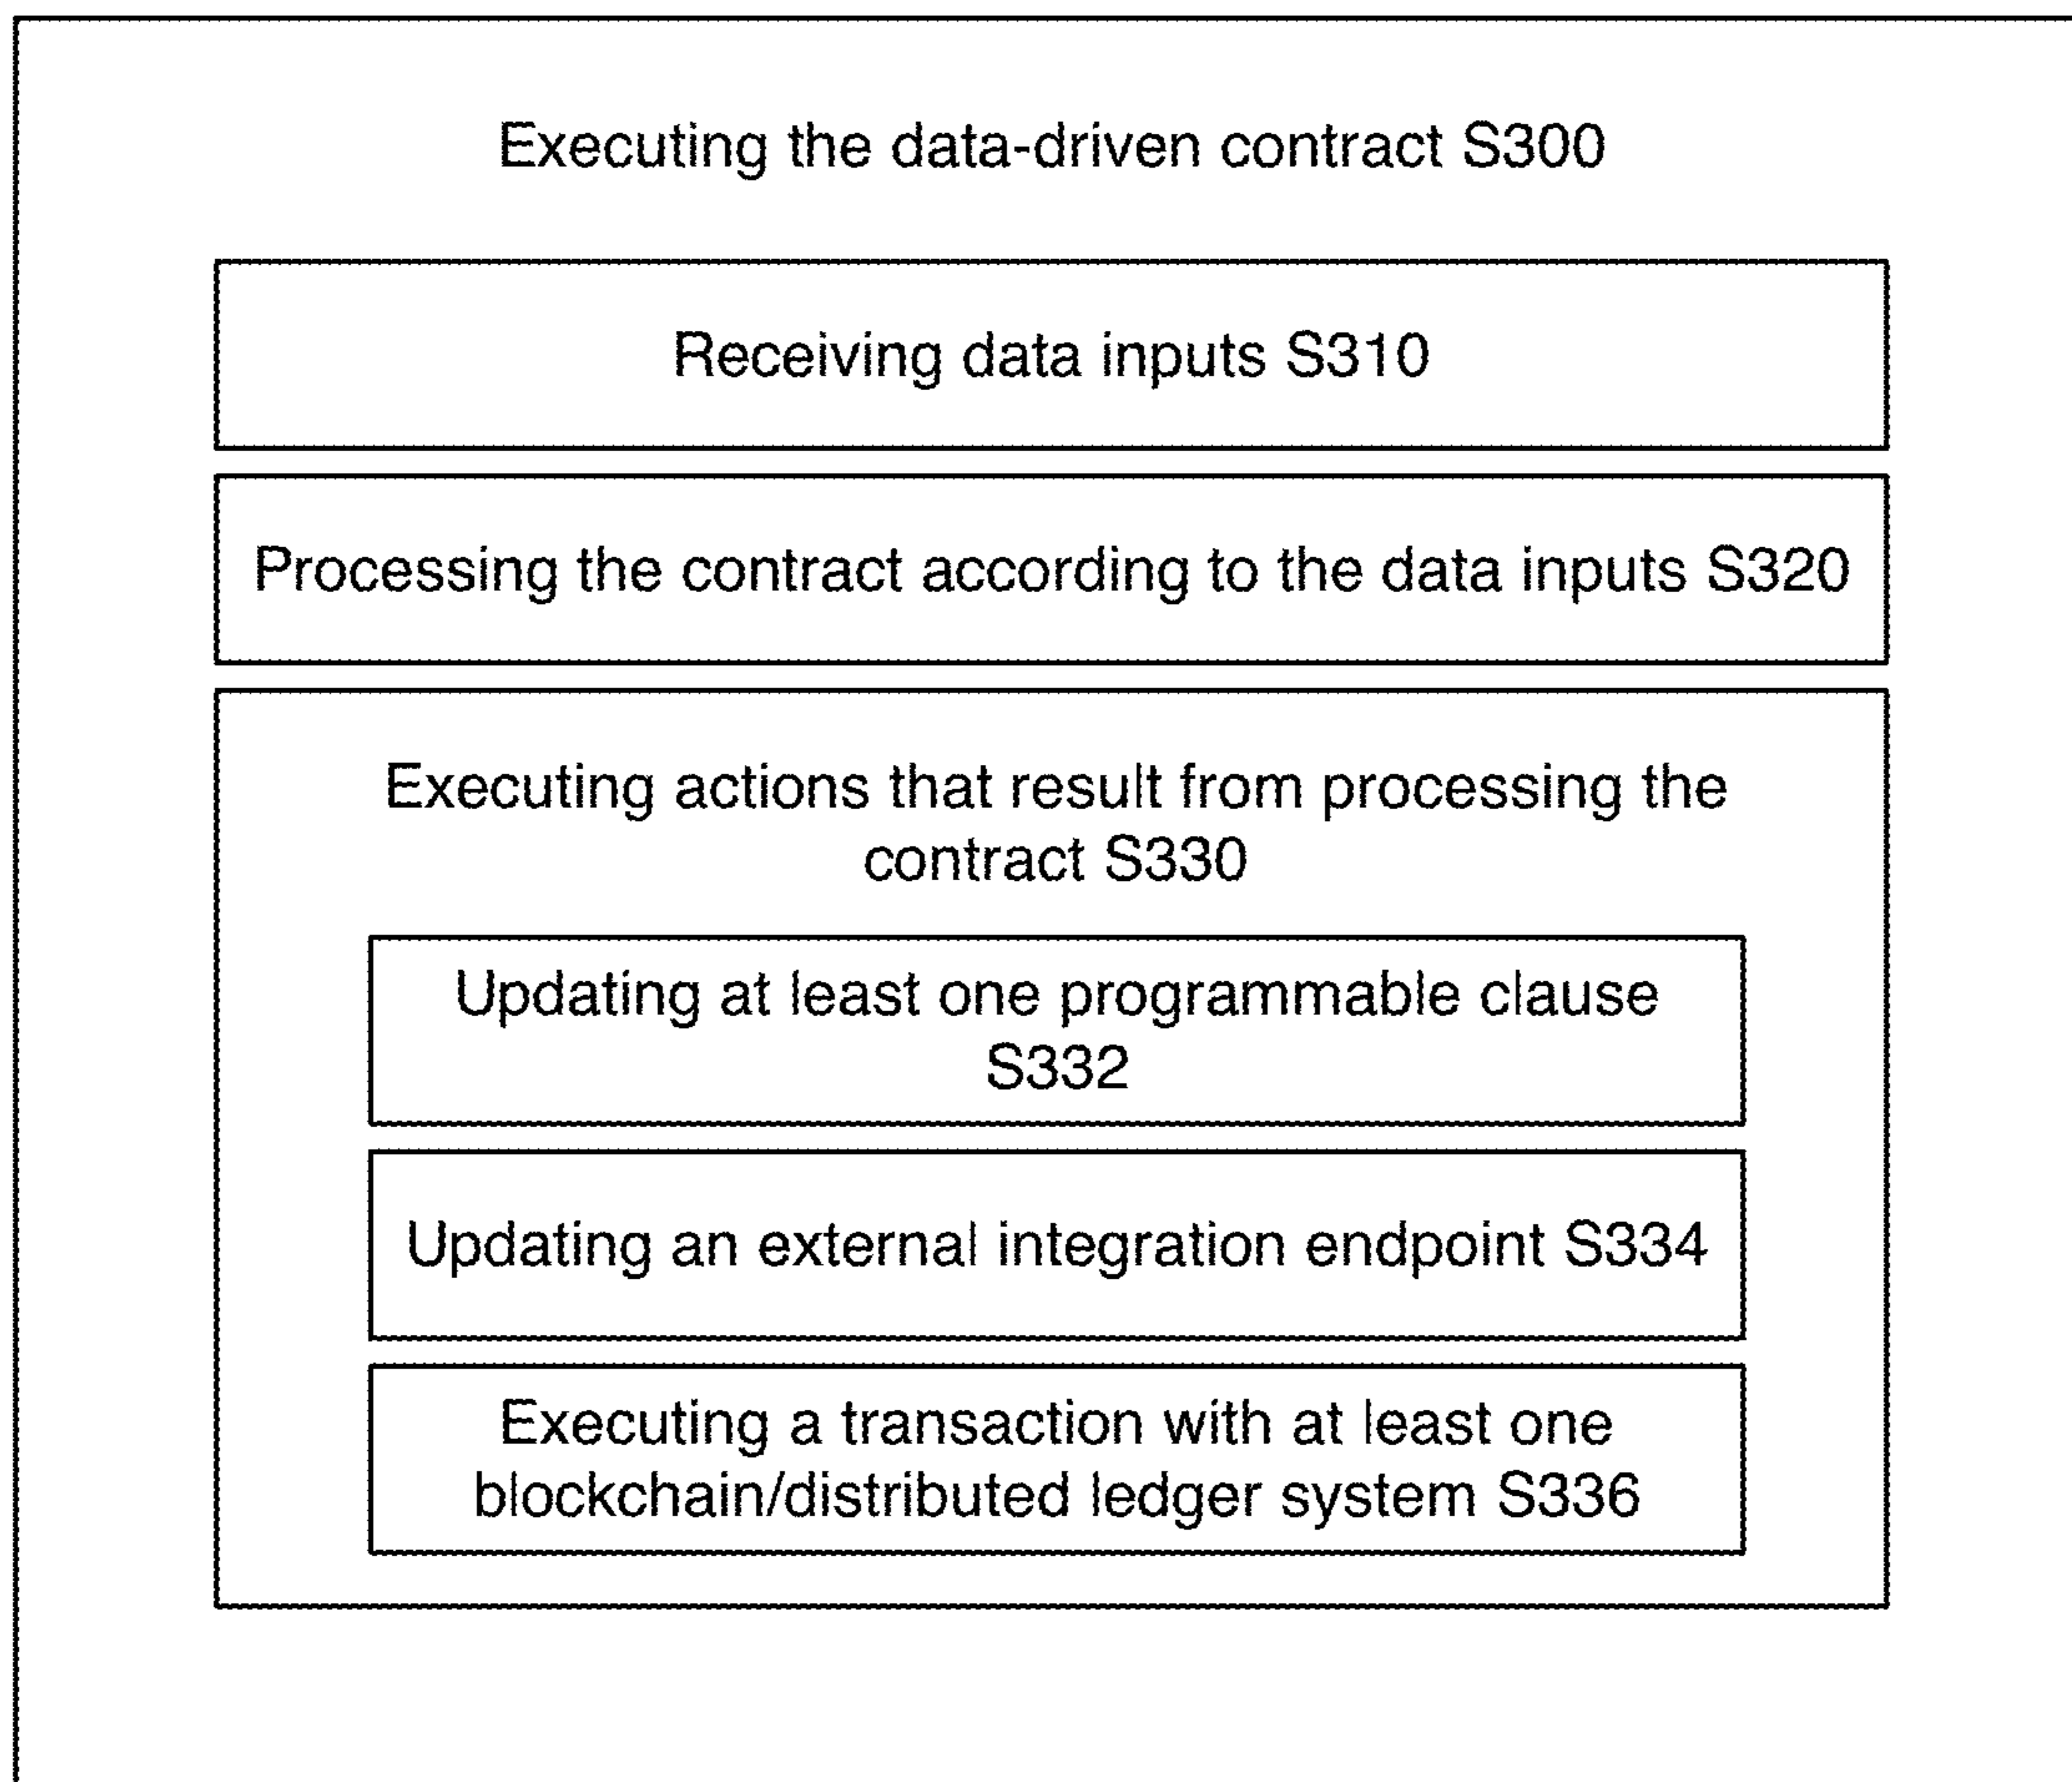 Executing the data-driven contract S300
Receiving data inputs S310
Processing the contract according to the data inputs S320
Executing actions that result from processing the
contract S330
Updating at least one programmable clause
S332
Updating an external integration endpoint S334
Executing a transaction with at least one
blockchain/distributed ledger system S336